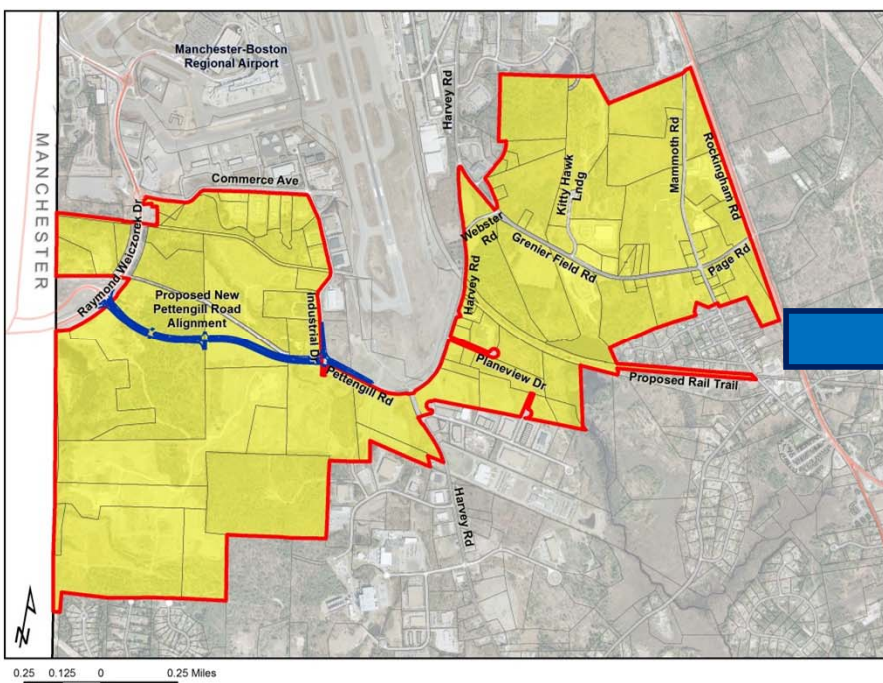 Manchester-Boston
Regional Airport
MANCHESTER
Harvey Rd
Commerce Ave
Raymond Weiczorek Dr
Kitty Hawk
Lndg
Mammoth Rd
Rockingham Rd
Webster
Rd
Grenier Field Rd
Page Rd
Harvey Rd
Proposed New
Pettengill Road
Alignment
Industrial Dr
Pettengill Rd
Planeview Dr
Proposed Rail Trail
Harvey Rd
N
0.25 0.125 0 0.25 Miles